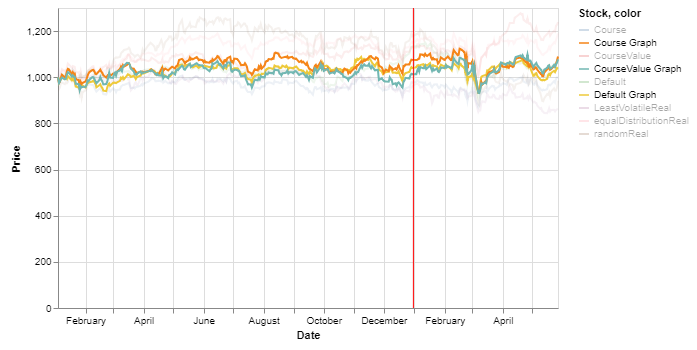 Stock, color
Course
Course Graph
CourseValue
CourseValue Graph
Default
Default Graph
LeastVolatileReal
equalDistributionReal
randomReal
Price
1,200
1,000
800
600
400
200
0
February April June August October December February April
Date